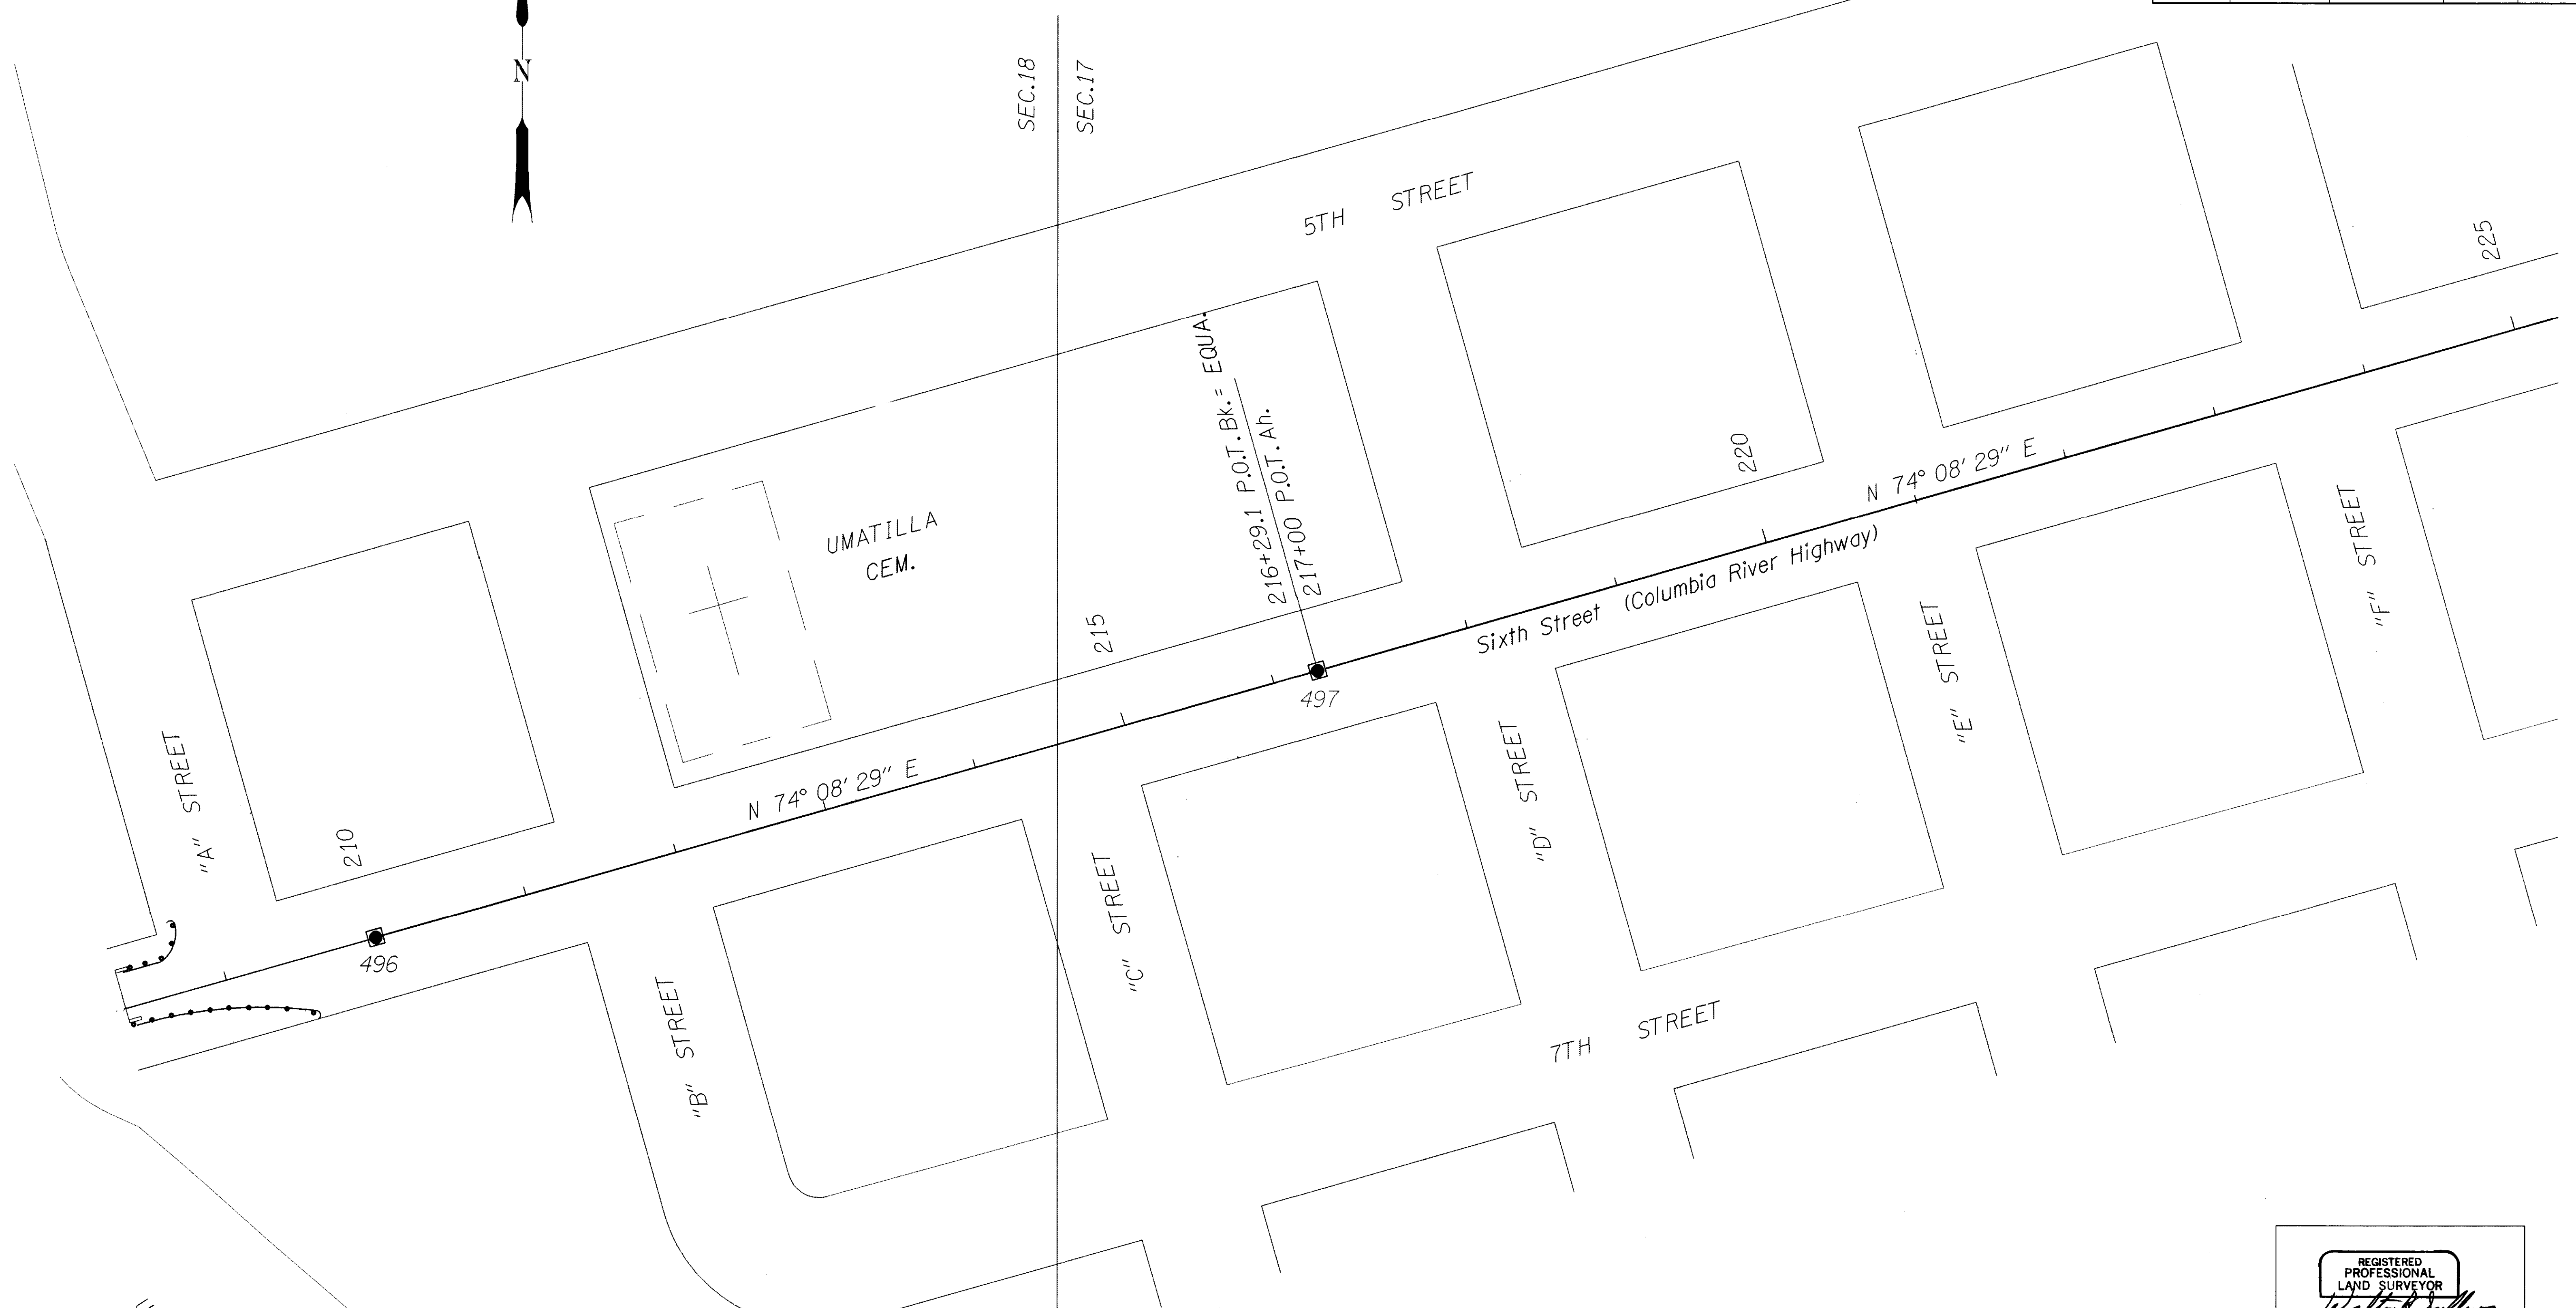 N
SEC.18
SEC.17
5TH STREET
225
216+29.1 P.O.T. Bk. = EQUA.
217+00 P.O.T. Ah.
220
N 74° 08' 29" E
UMATILLA
CEM.
215
Sixth Street (Columbia River Highway)
497
"F" STREET
"E" STREET
"D" STREET
"A" STREET
210
N 74° 08' 29" E
496
"C" STREET
"B" STREET
7TH STREET
REGISTERED
PROFESSIONAL
LAND SURVEYOR